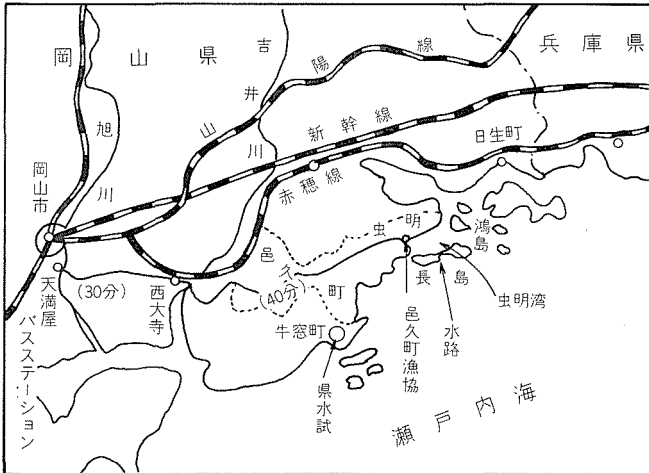 岡山県
兵庫県
吉井川
山陽線
新幹線
日生町
旭川
岡山市
赤穂線
虫明
鴻島
邑久町
長島
(30分)
(40分)
天満屋
バスステーション
西大寺
虫明湾
水路
邑久町漁協
牛窓町
県水試
瀬戸内海